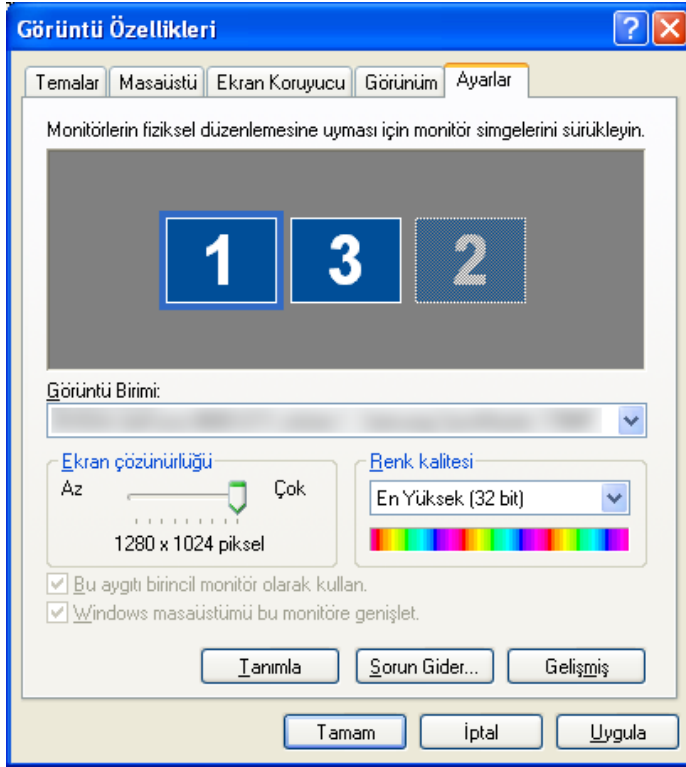 Görüntü Özellikleri
Temalar Masaüstü Ekran Koruyucu Görünüm Ayarlar
Monitörlerin fiziksel düzenlemesine uyması için monitör simgelerini sürükleyin.
1 3 2
Görüntü Birimi:
Ekran çözünürlüğü Renk kalitesi
Az Çok En Yüksek (32 bit)
1280 x 1024 piksel
Bu aygıtı birincil monitör olarak kullan.
Windows masaüstümü bu monitöre genişlet.
Tanımla Sorun Gider... Gelişmiş
Tamam İptal Uygula